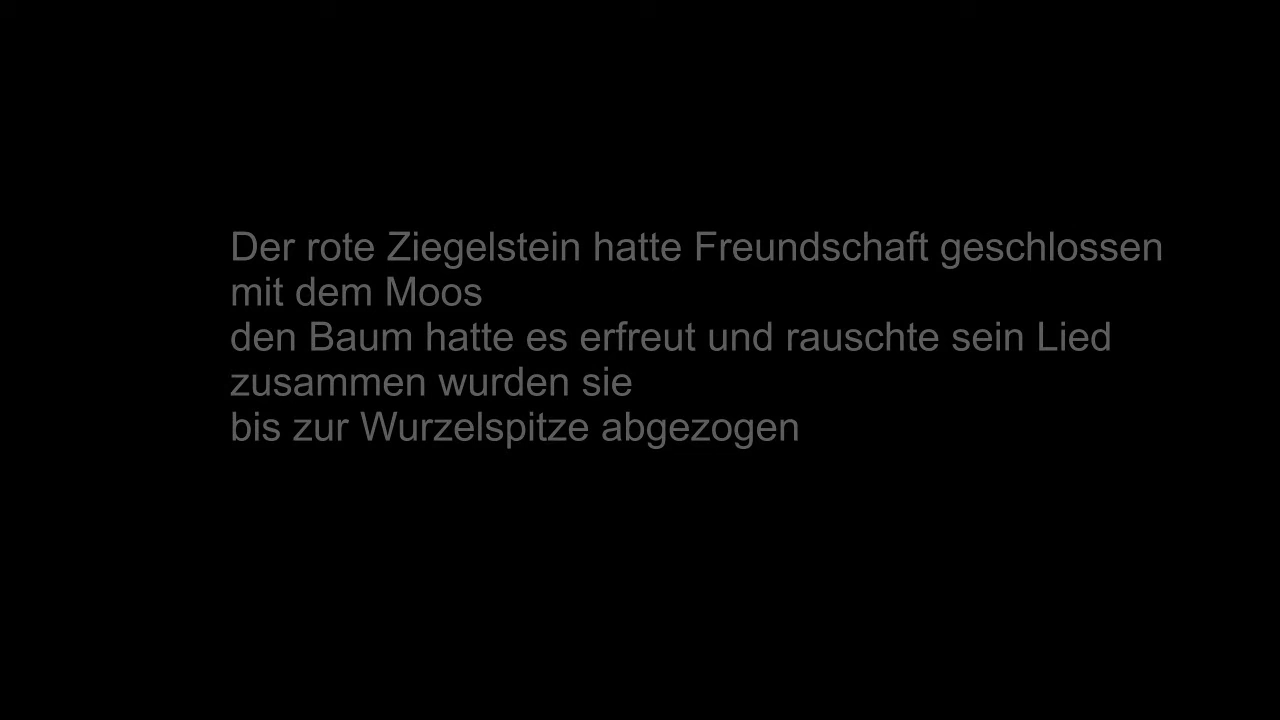 Der rote Ziegelstein hatte Freundschaft geschlossen
mit dem Moos
den Baum hatte es erfreut und rauschte sein Lied
zusammen wurden sie
bis zur Wurzelspitze abgezogen